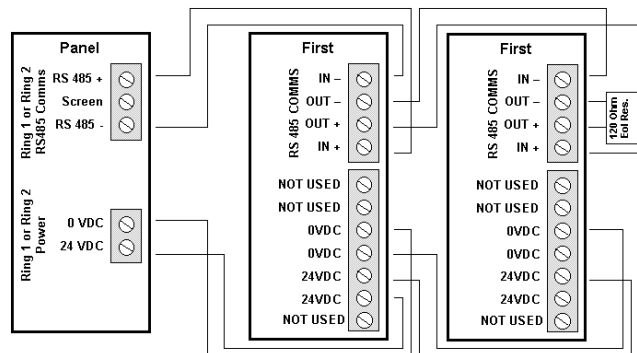 Panel
Ring 1 or Ring 2
RS485 Comms
RS 485 +
Screen
RS 485 -
Ring 1 or Ring 2
Power
0 VDC
24 VDC
First
RS 485 COMMS
IN –
OUT –
OUT +
IN +
NOT USED
NOT USED
0VDC
0VDC
24VDC
24VDC
NOT USED
First
RS 485 COMMS
IN –
OUT –
OUT +
IN +
NOT USED
NOT USED
0VDC
0VDC
24VDC
24VDC
NOT USED
120 Ohm
Eol Res.